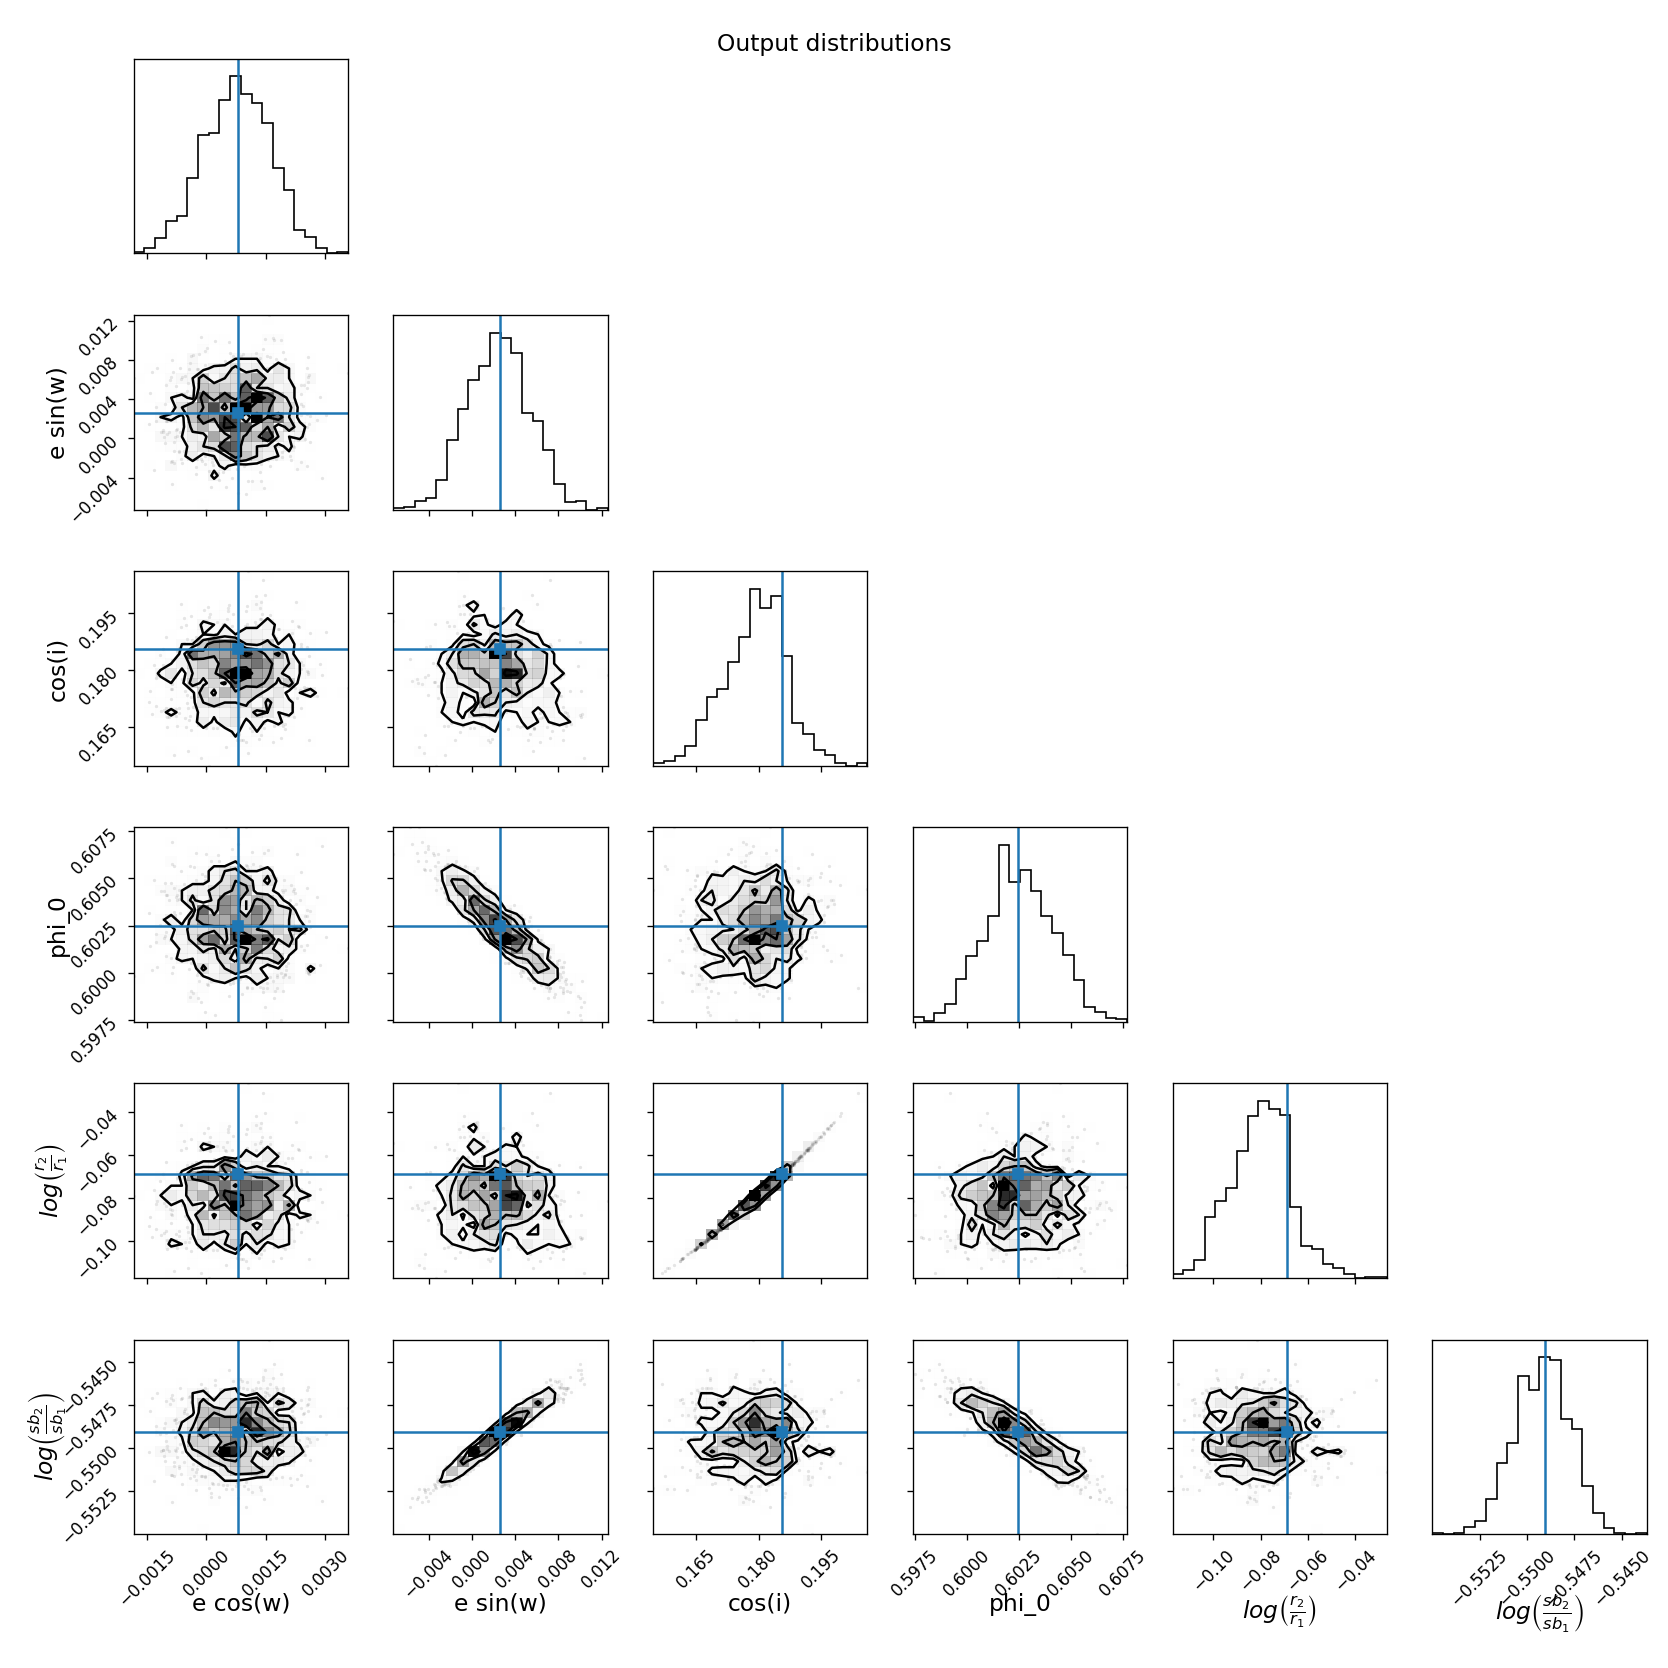 Output distributions
e sin(w)
0.012
0.008
0.004
0.000
−0.004
cos(i)
0.195
0.180
0.165
phi_0
0.6075
0.6050
0.6025
0.6000
0.5975
log(r₂/r₁)
−0.04
−0.06
−0.08
−0.10
log(sb₂/sb₁)
−0.5450
−0.5475
−0.5500
−0.5525
−0.0015 0.0000 0.0015 0.0030
−0.004 0.000 0.004 0.008 0.012
0.165 0.180 0.195
0.5975 0.6000 0.6025 0.6050 0.6075
−0.10 −0.08 −0.06 −0.04
−0.5525 −0.5500 −0.5475 −0.5450
e cos(w) e sin(w) cos(i) phi_0 log(r₂/r₁) log(sb₂/sb₁)